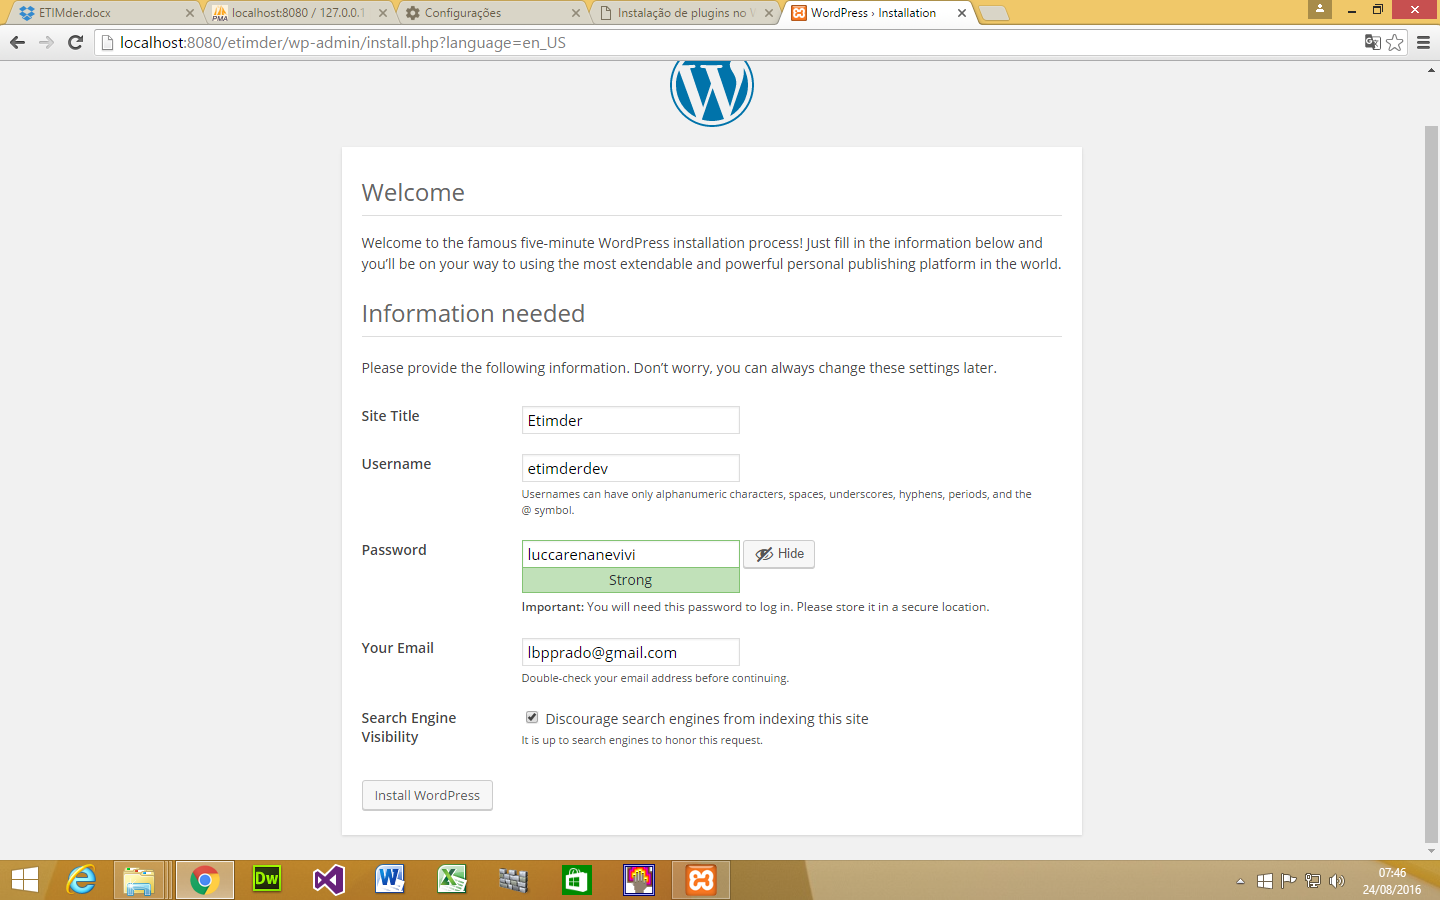 ETIMder.docx
PMA
localhost:8080 / 127.0.0.1
Configurações
Instalação de plugins no W
WordPress › Installation
localhost:8080/etimder/wp-admin/install.php?language=en_US
Welcome
Welcome to the famous five-minute WordPress installation process! Just fill in the information below and
you’ll be on your way to using the most extendable and powerful personal publishing platform in the world.
Information needed
Please provide the following information. Don’t worry, you can always change these settings later.
Site Title
Etimder
Username
etimderdev
Usernames can have only alphanumeric characters, spaces, underscores, hyphens, periods, and the
@ symbol.
Password
luccarenanevivi
Hide
Strong
Important: You will need this password to log in. Please store it in a secure location.
Your Email
lbpprado@gmail.com
Double-check your email address before continuing.
Search Engine
Visibility
Discourage search engines from indexing this site
It is up to search engines to honor this request.
Install WordPress
Dw
07:46
24/08/2016